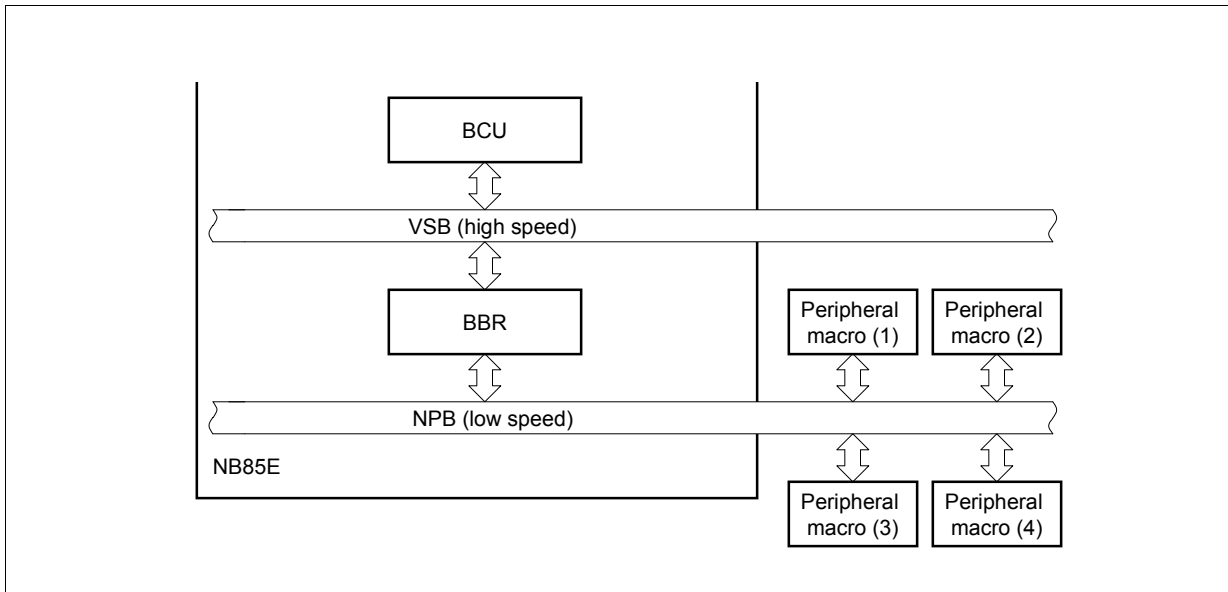 BCU
VSB (high speed)
BBR
Peripheral
macro (1)
Peripheral
macro (2)
NPB (low speed)
NB85E
Peripheral
macro (3)
Peripheral
macro (4)